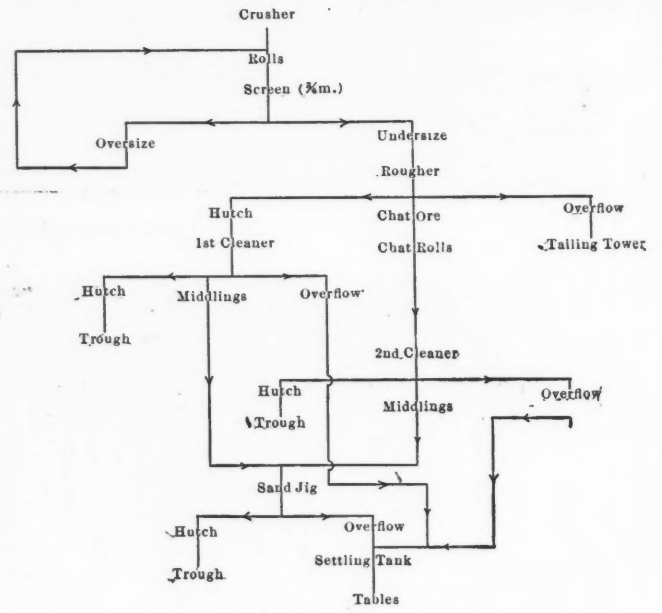 Crusher
Rolls
Screen (¾m.)
Oversize
Undersize
Rougher
Hutch
Chat Ore
Overflow
1st Cleaner
Chat Rolls
Tailing Tower
Hutch
Middlings
Overflow
Trough
2nd Cleaner
Hutch
Middlings
Overflow
Trough
Sand Jig
Hutch
Overflow
Settling Tank
Trough
Tables